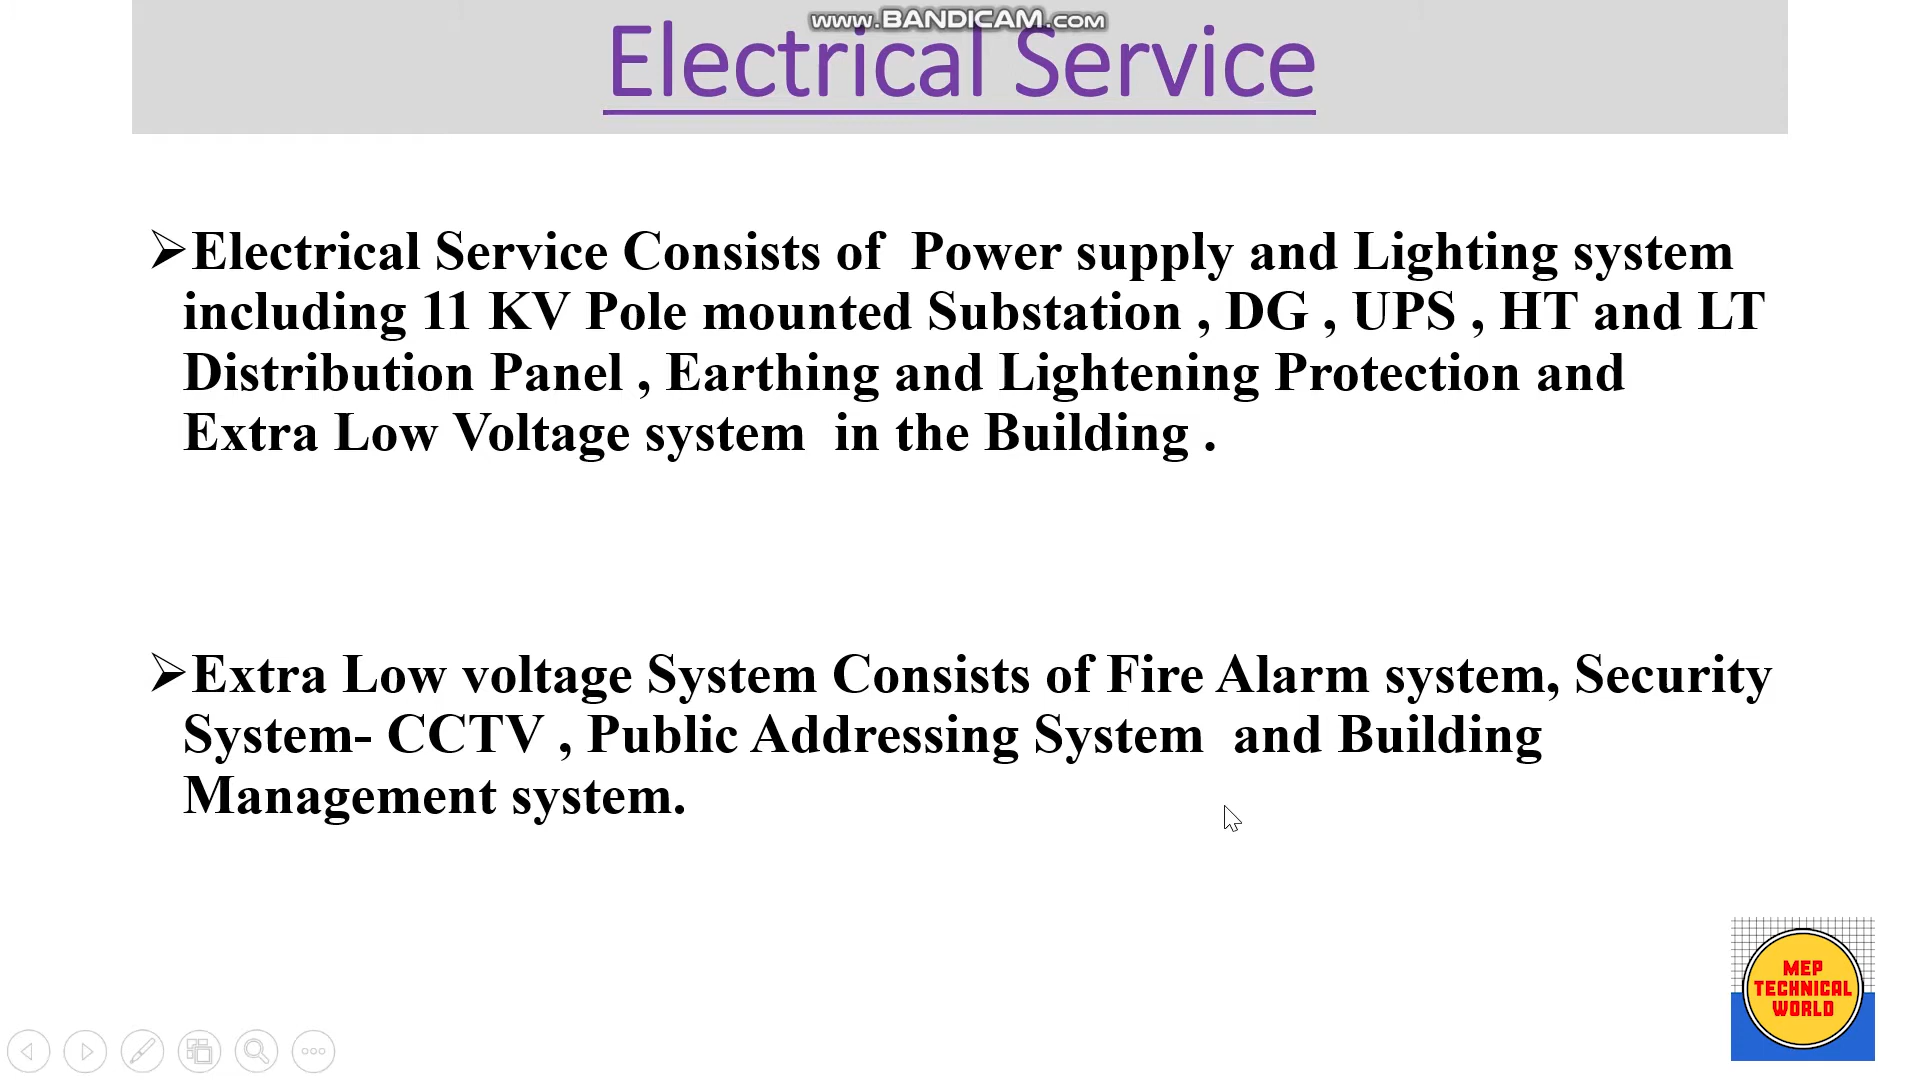 www.BANDICAM.com
Electrical Service
➢Electrical Service Consists of  Power supply and Lighting system
including 11 KV Pole mounted Substation , DG , UPS , HT and LT
Distribution Panel , Earthing and Lightening Protection and
Extra Low Voltage system  in the Building .
➢Extra Low voltage System Consists of Fire Alarm system, Security
System- CCTV , Public Addressing System  and Building
Management system.
MEP
TECHNICAL
WORLD